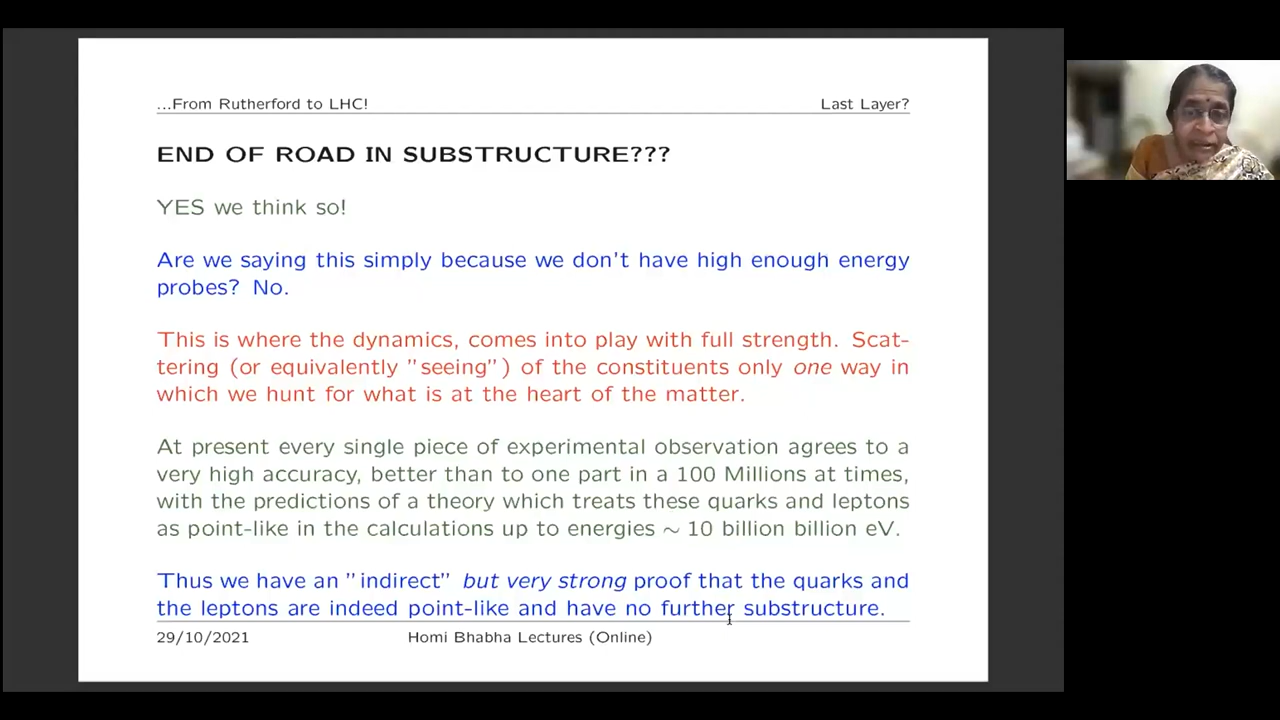 ...From Rutherford to LHC! Last Layer?
END OF ROAD IN SUBSTRUCTURE???
YES we think so!
Are we saying this simply because we don't have high enough energy
probes? No.
This is where the dynamics, comes into play with full strength. Scat-
tering (or equivalently "seeing") of the constituents only one way in
which we hunt for what is at the heart of the matter.
At present every single piece of experimental observation agrees to a
very high accuracy, better than to one part in a 100 Millions at times,
with the predictions of a theory which treats these quarks and leptons
as point-like in the calculations up to energies ∼ 10 billion billion eV.
Thus we have an "indirect" but very strong proof that the quarks and
the leptons are indeed point-like and have no further substructure.
29/10/2021 Homi Bhabha Lectures (Online)